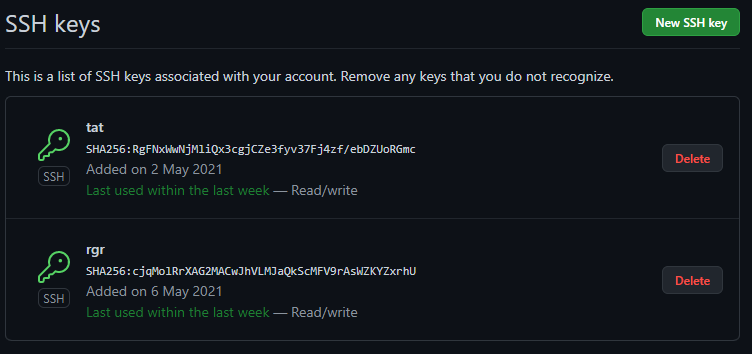 SSH keys
New SSH key
This is a list of SSH keys associated with your account. Remove any keys that you do not recognize.
tat
SHA256:RgFNxWwNjMliQx3cgjCZe3fyv37Fj4zf/ebDZUoRGmc
Added on 2 May 2021
Last used within the last week — Read/write
SSH
Delete
rgr
SHA256:cjqMolRrXAG2MACwJhVLMJaQkScMFV9rAsWZKYZxrhU
Added on 6 May 2021
Last used within the last week — Read/write
SSH
Delete